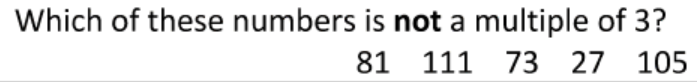 Which of these numbers is not a multiple of 3?
81 111 73 27 105